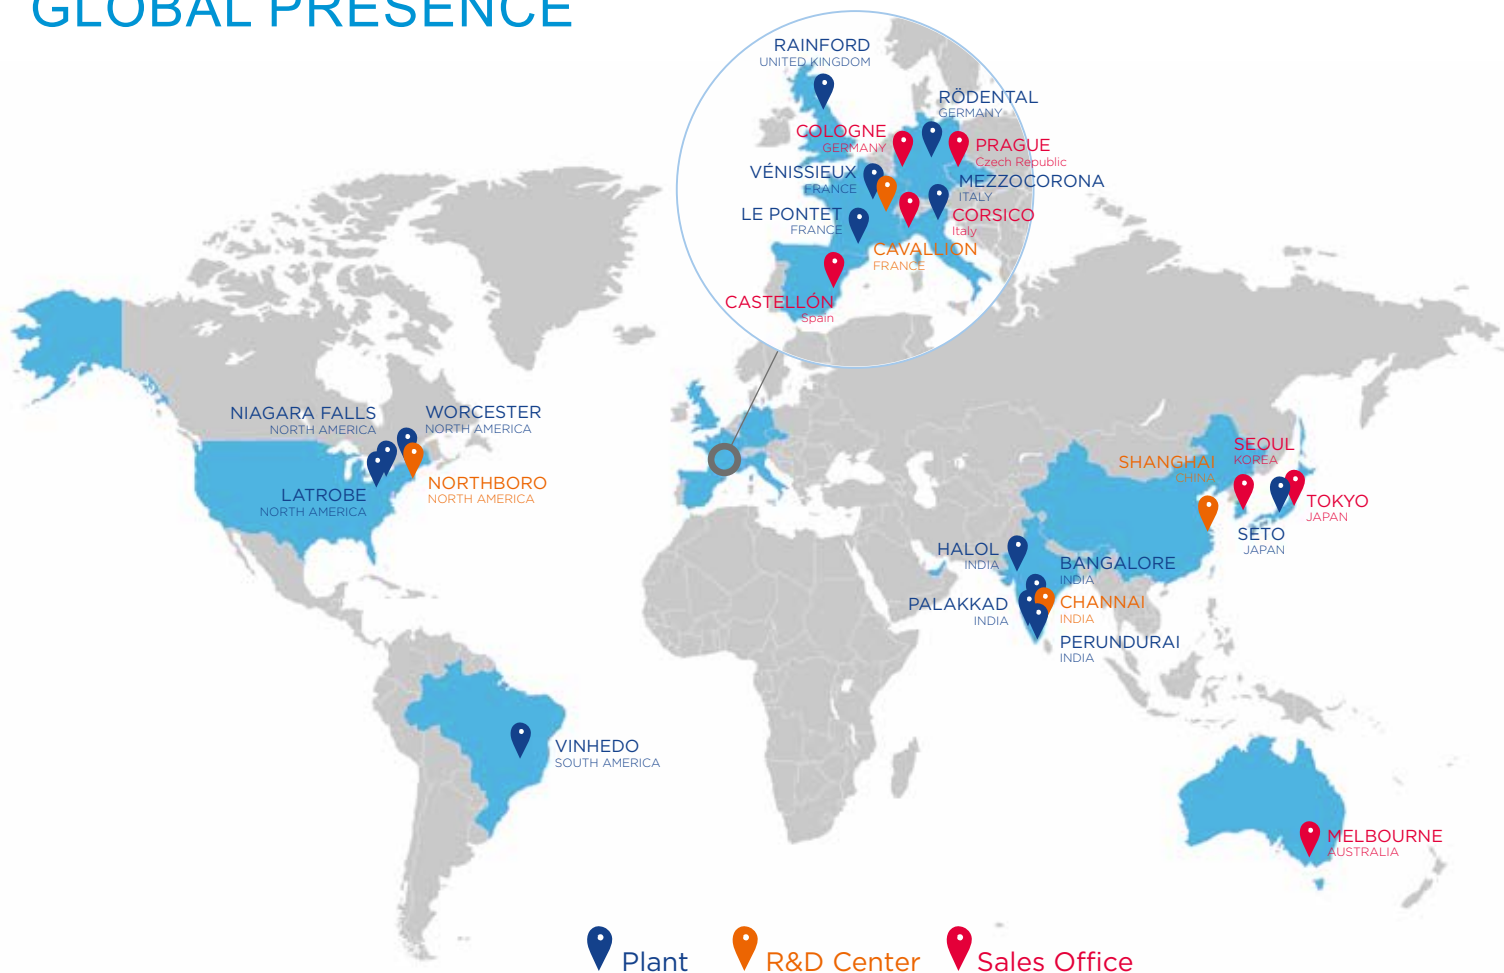 GLOBAL PRESENCE
RAINFORD
UNITED KINGDOM
RÖDENTAL
GERMANY
COLOGNE
GERMANY
PRAGUE
Czech Republic
VÉNISSIEUX
FRANCE
MEZZOCORONA
ITALY
LE PONTET
FRANCE
CORSICO
Italy
CAVALLION
FRANCE
CASTELLÓN
Spain
NIAGARA FALLS
NORTH AMERICA
WORCESTER
NORTH AMERICA
LATROBE
NORTH AMERICA
NORTHBORO
NORTH AMERICA
SEOUL
KOREA
SHANGHAI
CHINA
TOKYO
JAPAN
SETO
JAPAN
HALOL
INDIA
BANGALORE
INDIA
PALAKKAD
INDIA
CHANNAI
INDIA
PERUNDURAI
INDIA
VINHEDO
SOUTH AMERICA
MELBOURNE
AUSTRALIA
Plant
R&D Center
Sales Office